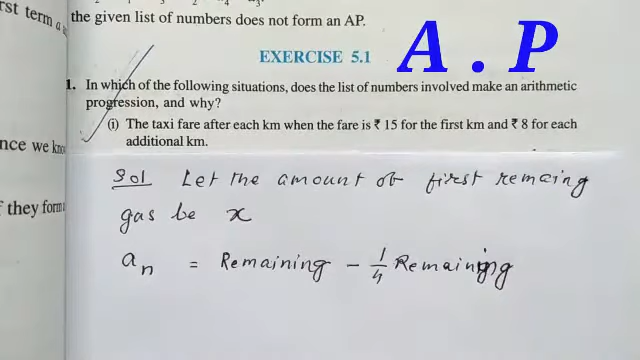 rst term a
the given list of numbers does not form an AP.
A . P
EXERCISE 5.1
1. In which of the following situations, does the list of numbers involved make an arithmetic
progression, and why?
(i) The taxi fare after each km when the fare is ₹ 15 for the first km and ₹ 8 for each
additional km.
nce we kno
they form
Sol Let the amount of first remaing
gas be x
an = Remaining - 1/4 Remaining